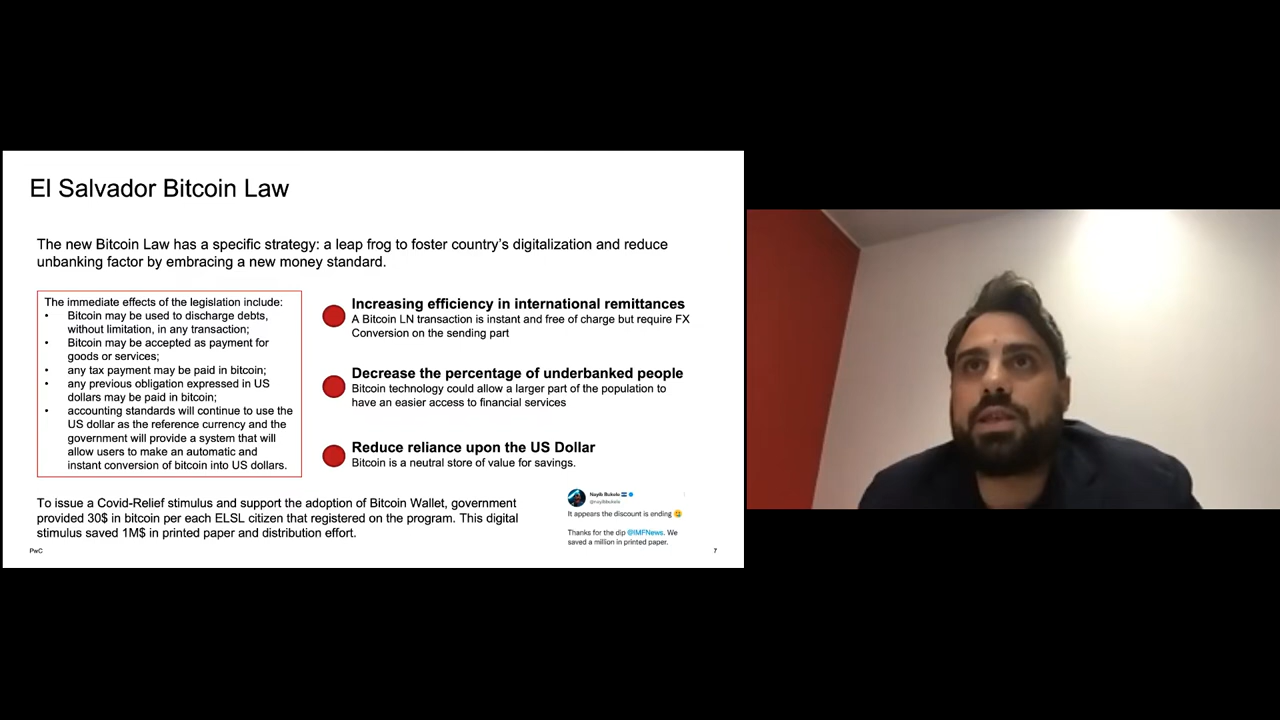 El Salvador Bitcoin Law
The new Bitcoin Law has a specific strategy: a leap frog to foster country's digitalization and reduce
unbanking factor by embracing a new money standard.
The immediate effects of the legislation include:
• Bitcoin may be used to discharge debts,
without limitation, in any transaction;
• Bitcoin may be accepted as payment for
goods or services;
• any tax payment may be paid in bitcoin;
• any previous obligation expressed in US
dollars may be paid in bitcoin;
• accounting standards will continue to use the
US dollar as the reference currency and the
government will provide a system that will
allow users to make an automatic and
instant conversion of bitcoin into US dollars.
Increasing efficiency in international remittances
A Bitcoin LN transaction is instant and free of charge but require FX
Conversion on the sending part
Decrease the percentage of underbanked people
Bitcoin technology could allow a larger part of the population to
have an easier access to financial services
Reduce reliance upon the US Dollar
Bitcoin is a neutral store of value for savings.
To issue a Covid-Relief stimulus and support the adoption of Bitcoin Wallet, government
provided 30$ in bitcoin per each ELSL citizen that registered on the program. This digital
stimulus saved 1M$ in printed paper and distribution effort.
Nayib Bukele
@nayibbukele
It appears the discount is ending
Thanks for the dip @IMFNews. We
saved a million in printed paper.
PwC
7